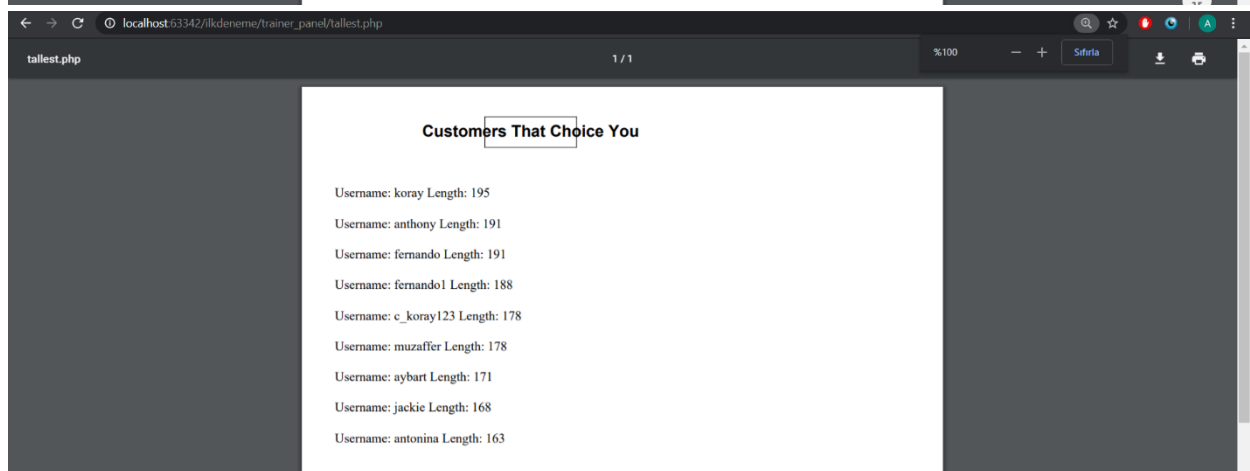 localhost:63342/ilkdeneme/trainer_panel/tallest.php
A
tallest.php
1 / 1
%100
Sıfırla
Customers That Choice You
Username: koray Length: 195
Username: anthony Length: 191
Username: fernando Length: 191
Username: fernando1 Length: 188
Username: c_koray123 Length: 178
Username: muzaffer Length: 178
Username: aybart Length: 171
Username: jackie Length: 168
Username: antonina Length: 163